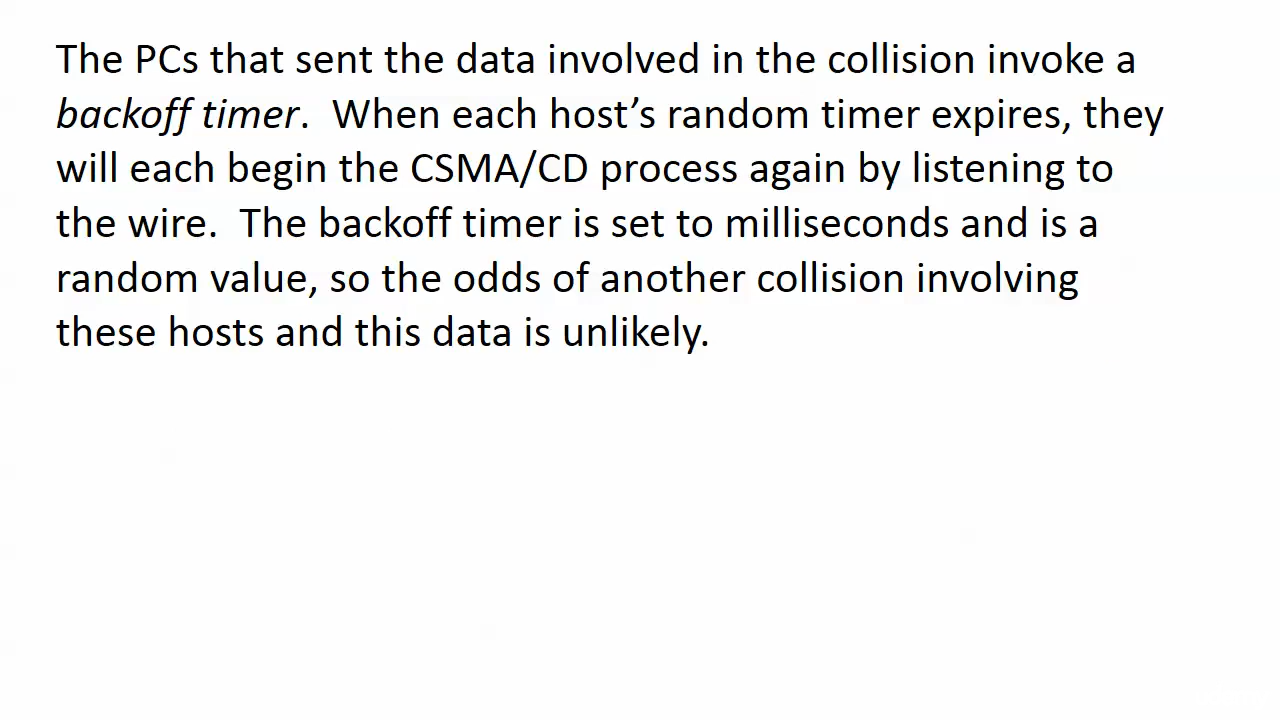 The PCs that sent the data involved in the collision invoke a
backoff timer.  When each host’s random timer expires, they
will each begin the CSMA/CD process again by listening to
the wire.  The backoff timer is set to milliseconds and is a
random value, so the odds of another collision involving
these hosts and this data is unlikely.